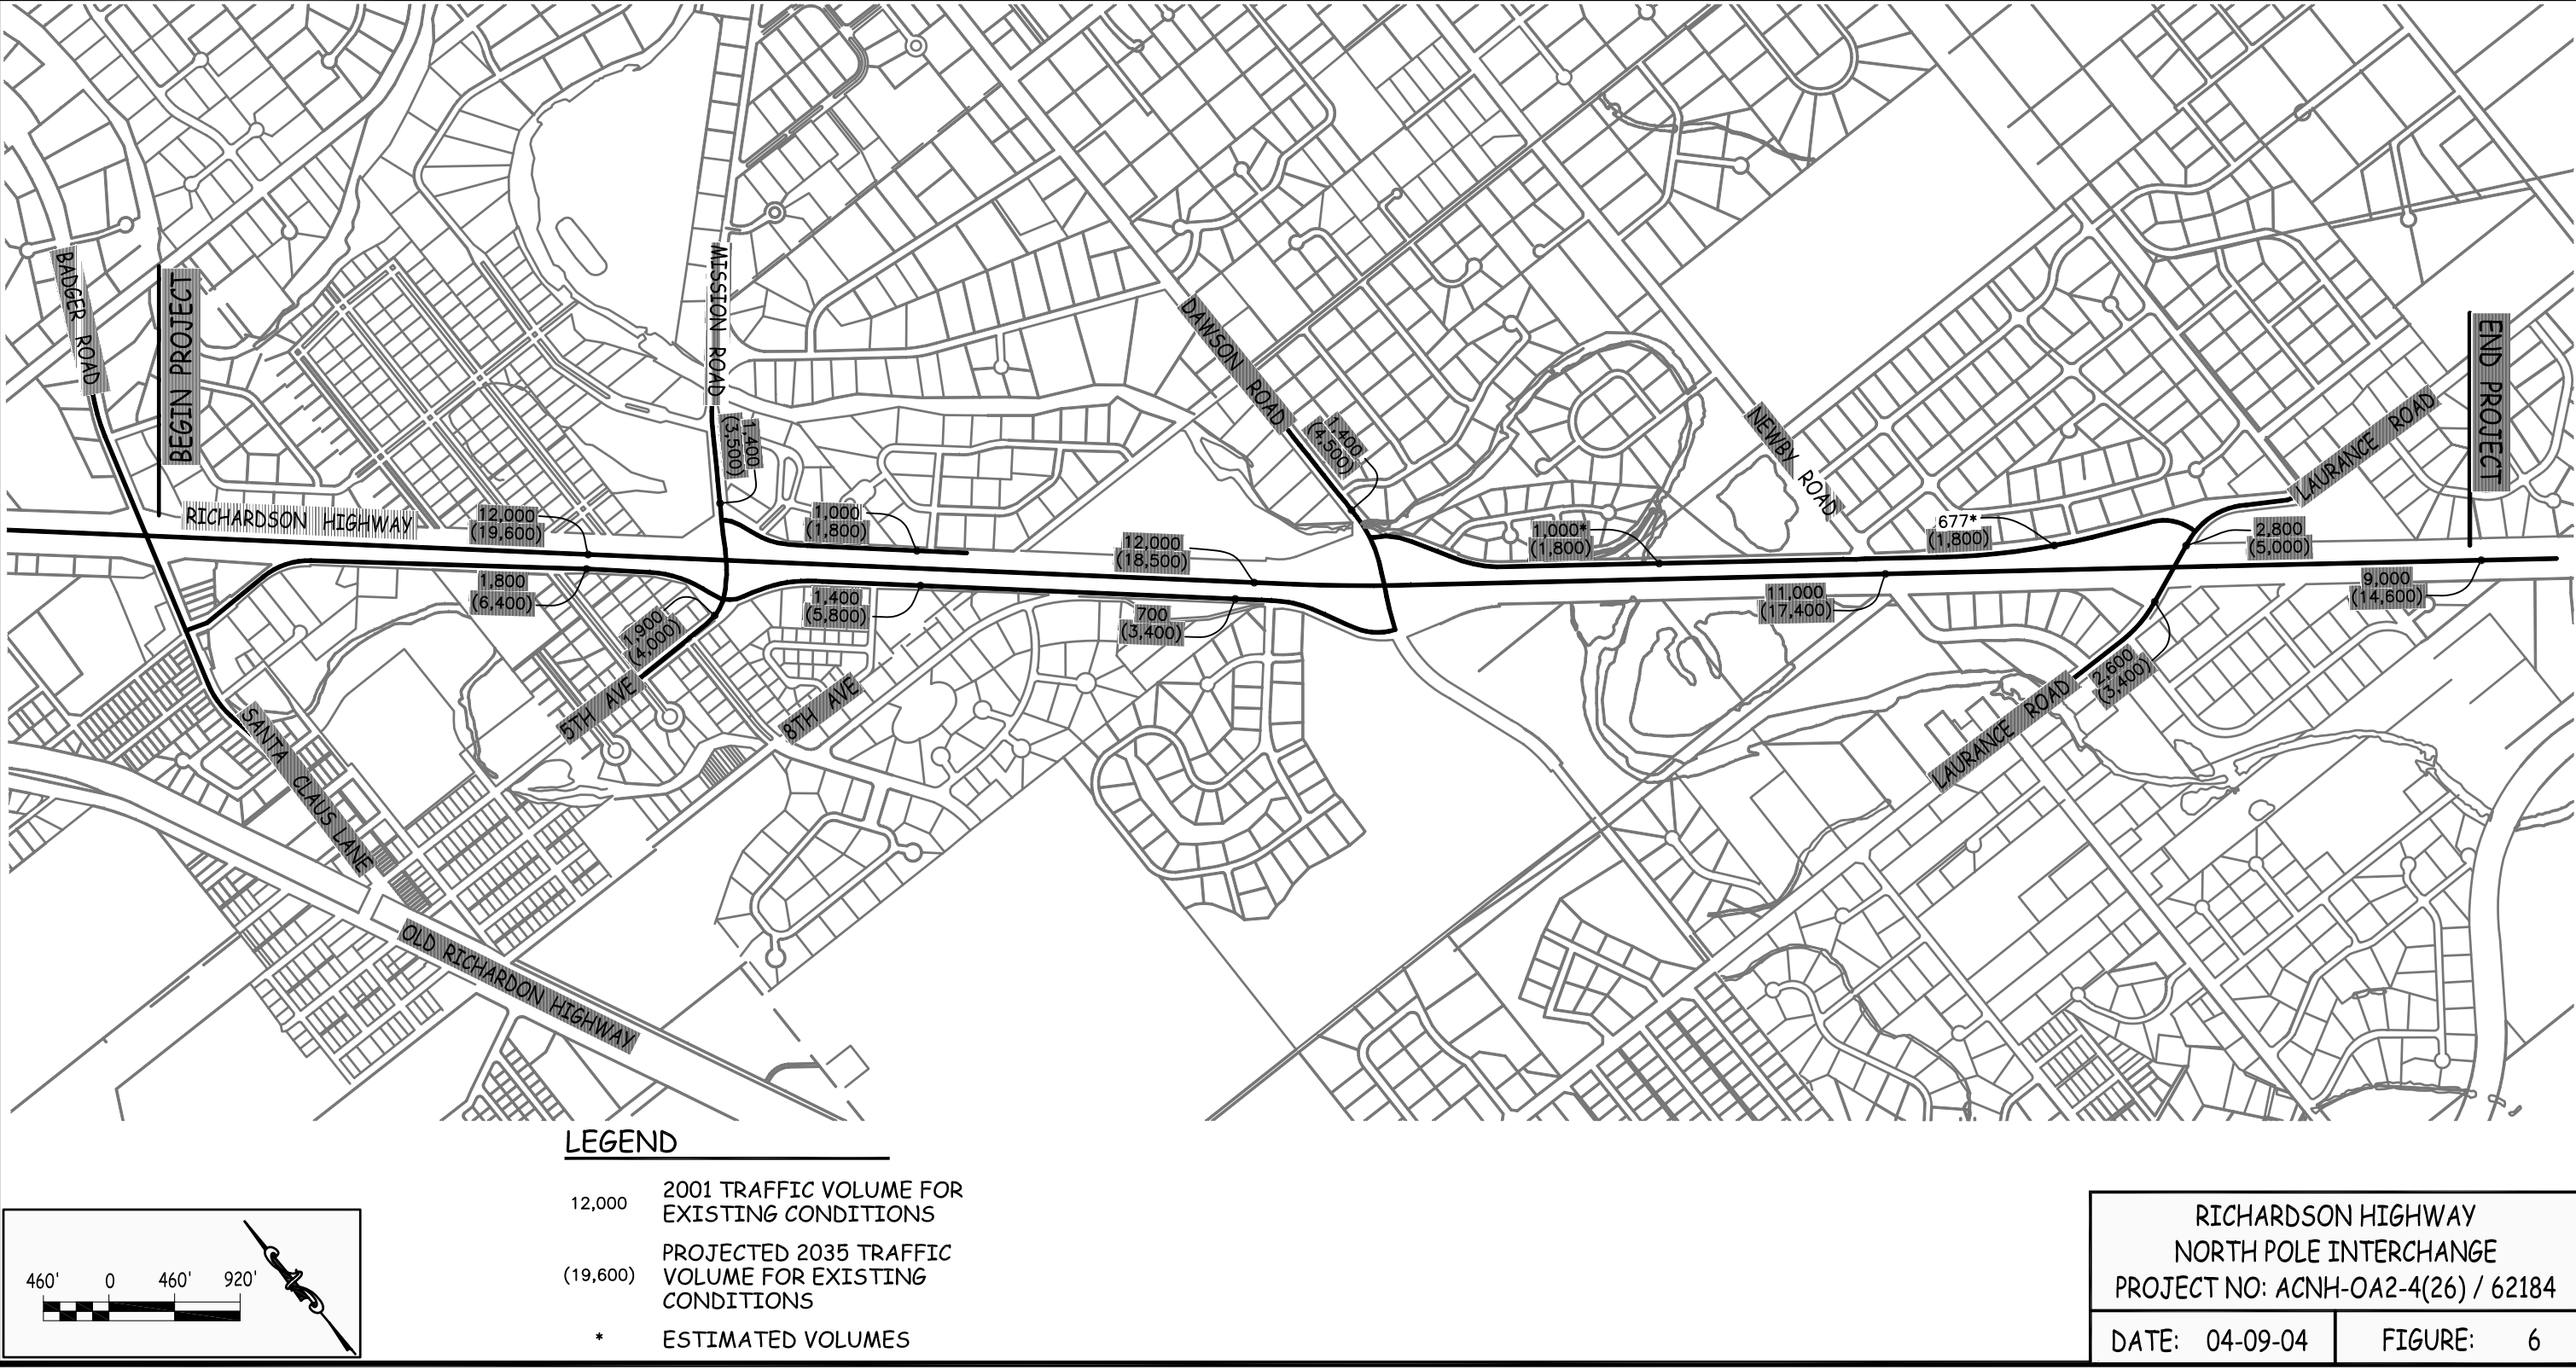 BADGER ROAD
BEGIN PROJECT
MISSION ROAD
1,400
(3,500)
DAWSON ROAD
1,400
(4,500)
NEWBY ROAD
END PROJECT
LAURANCE ROAD
RICHARDSON HIGHWAY
12,000
(19,600)
1,000
(1,800)
12,000
(18,500)
1,000*
(1,800)
677*
(1,800)
2,800
(5,000)
1,800
(6,400)
1,900
(4,000)
1,400
(5,800)
700
(3,400)
11,000
(17,400)
9,000
(14,600)
2,600
(3,400)
5TH AVE
8TH AVE
LAURANCE ROAD
SANTA CLAUS LANE
OLD RICHARDON HIGHWAY
LEGEND
12,000 2001 TRAFFIC VOLUME FOR
EXISTING CONDITIONS
PROJECTED 2035 TRAFFIC
(19,600) VOLUME FOR EXISTING
CONDITIONS
* ESTIMATED VOLUMES
460' 0 460' 920'
RICHARDSON HIGHWAY
NORTH POLE INTERCHANGE
PROJECT NO: ACNH-OA2-4(26) / 62184
DATE: 04-09-04 FIGURE: 6